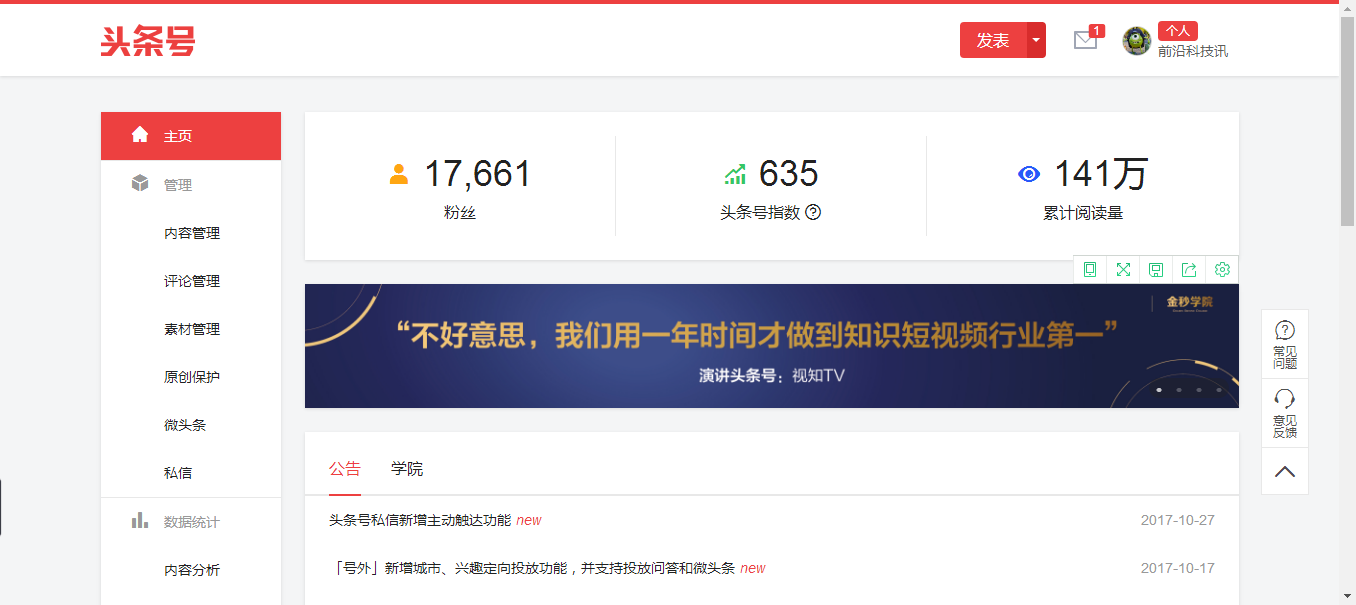 头条号
发表
1
个人
前沿科技讯
主页
管理
内容管理
评论管理
素材管理
原创保护
微头条
私信
数据统计
内容分析
17,661
粉丝
635
头条号指数
141万
累计阅读量
金秒学院
“不好意思，我们用一年时间才做到知识短视频行业第一”
演讲头条号：视知TV
公告 学院
头条号私信新增主动触达功能 new 2017-10-27
「号外」新增城市、兴趣定向投放功能，并支持投放问答和微头条 new 2017-10-17
常见
问题
意见
反馈